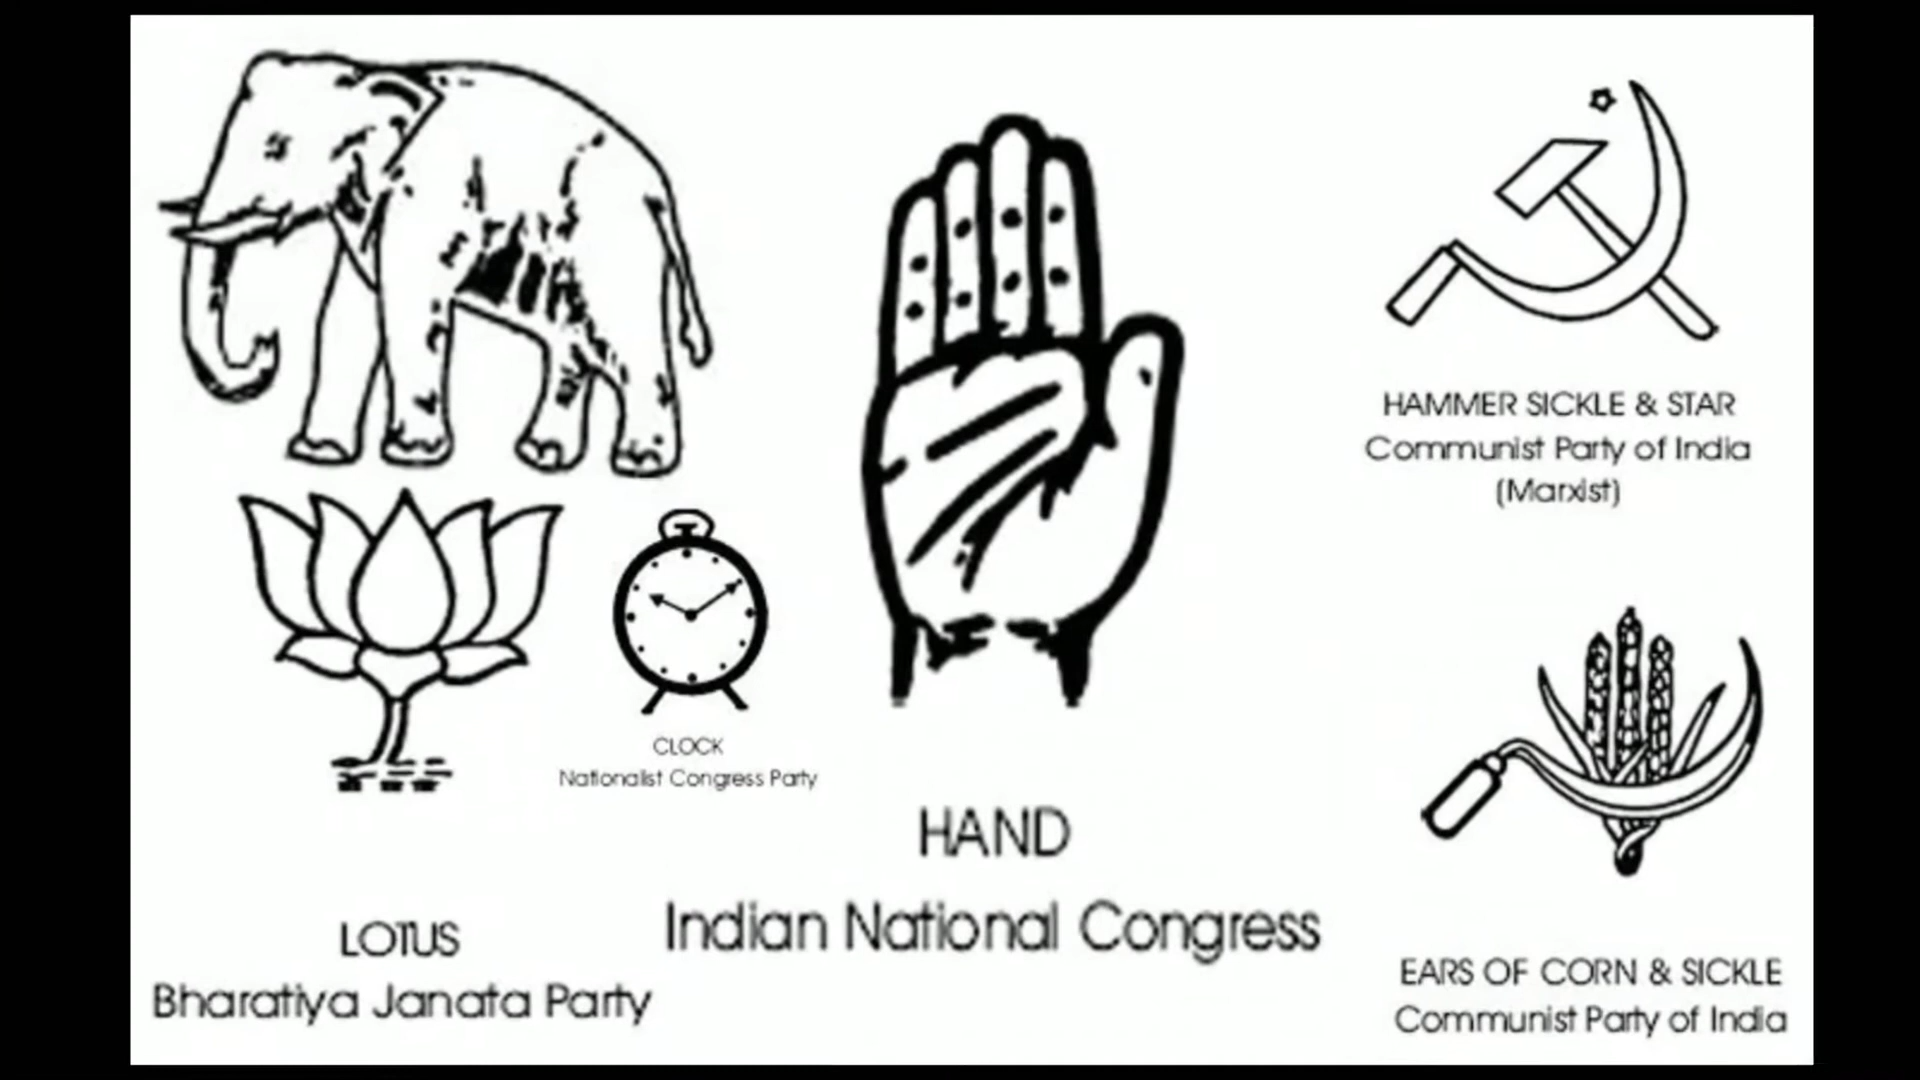 HAMMER SICKLE & STAR
Communist Party of India
(Marxist)
CLOCK
Nationalist Congress Party
HAND
Indian National Congress
LOTUS
Bharatiya Janata Party
EARS OF CORN & SICKLE
Communist Party of India